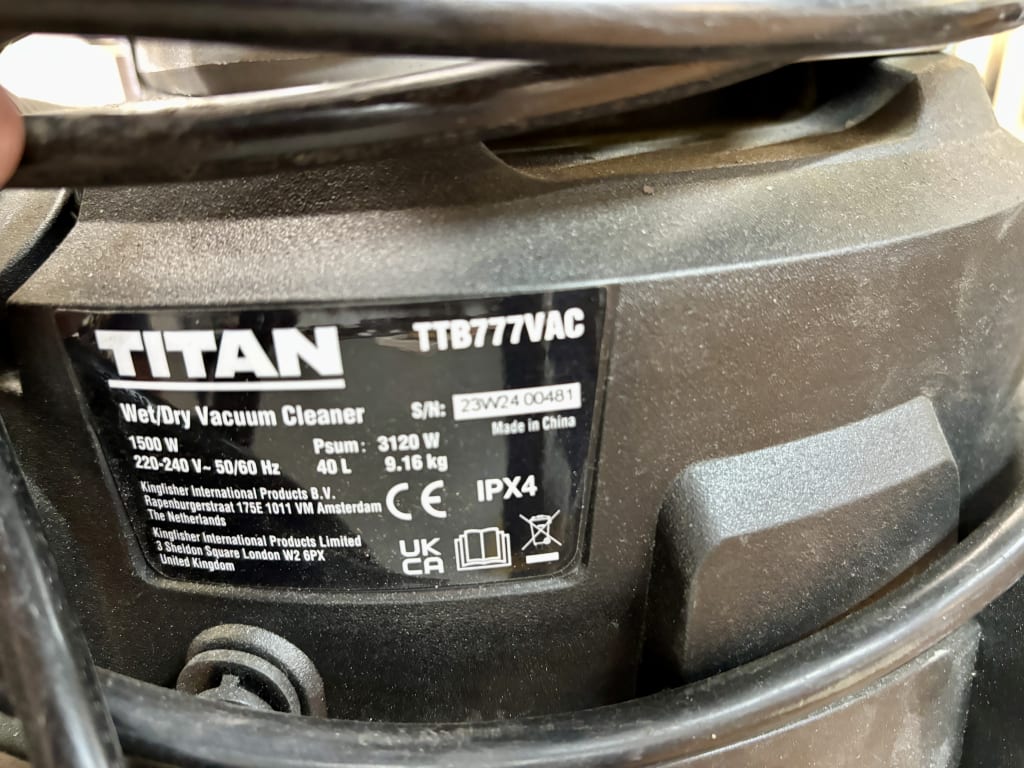 TITAN
TTB777VAC
Wet/Dry Vacuum Cleaner
S/N: 23W24 00481
Made in China
1500 W Psum: 3120 W
220-240 V~ 50/60 Hz 40 L 9.16 kg
Kingfisher International Products B.V.
Rapenburgerstraat 175E 1011 VM Amsterdam
The Netherlands
CE
IPX4
Kingfisher International Products Limited
3 Sheldon Square London W2 6PX
United Kingdom
UK
CA